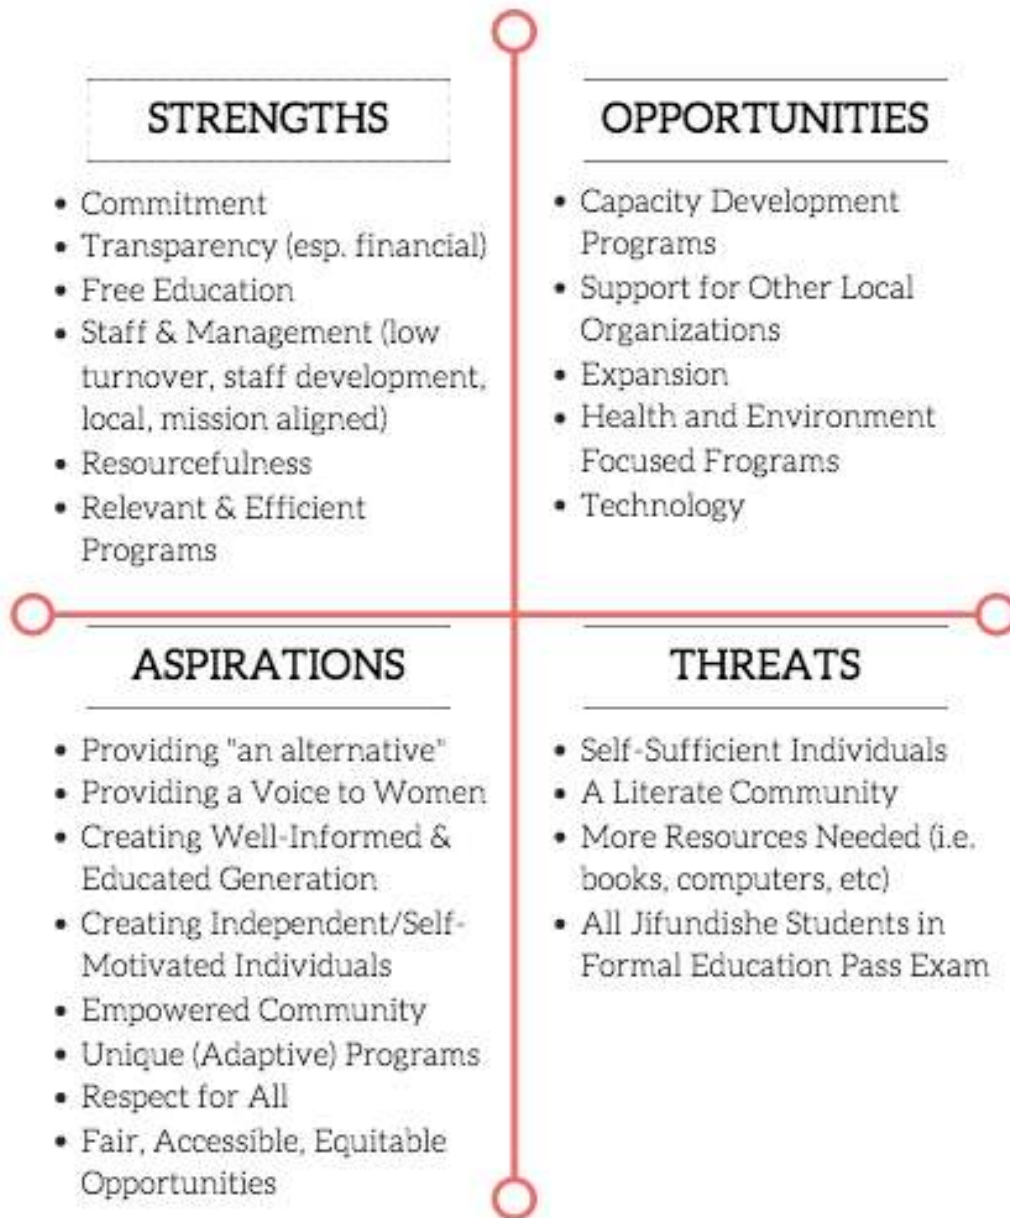 STRENGTHS
• Commitment
• Transparency (esp. financial)
• Free Education
• Staff & Management (low
turnover, staff development,
local, mission aligned)
• Resourcefulness
• Relevant & Efficient
Programs
OPPORTUNITIES
• Capacity Development
Programs
• Support for Other Local
Organizations
• Expansion
• Health and Environment
Focused Frograms
• Technology
ASPIRATIONS
• Providing "an alternative"
• Providing a Voice to Women
• Creating Well-Informed &
Educated Generation
• Creating Independent/Self-
Motivated Individuals
• Empowered Community
• Unique (Adaptive) Programs
• Respect for All
• Fair, Accessible, Equitable
Opportunities
THREATS
• Self-Sufficient Individuals
• A Literate Community
• More Resources Needed (i.e.
books, computers, etc)
• All Jifundishe Students in
Formal Education Pass Exam